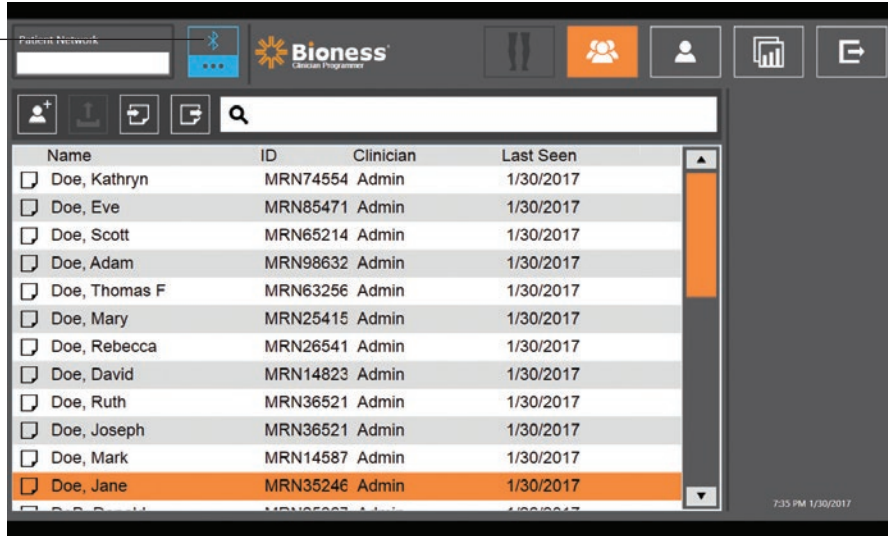 Patient Network
Bioness
Clinician Programmer
Name ID Clinician Last Seen
Doe, Kathryn MRN74554 Admin 1/30/2017
Doe, Eve MRN85471 Admin 1/30/2017
Doe, Scott MRN65214 Admin 1/30/2017
Doe, Adam MRN98632 Admin 1/30/2017
Doe, Thomas F MRN63256 Admin 1/30/2017
Doe, Mary MRN25415 Admin 1/30/2017
Doe, Rebecca MRN26541 Admin 1/30/2017
Doe, David MRN14823 Admin 1/30/2017
Doe, Ruth MRN36521 Admin 1/30/2017
Doe, Joseph MRN36521 Admin 1/30/2017
Doe, Mark MRN14587 Admin 1/30/2017
Doe, Jane MRN35246 Admin 1/30/2017
7:35 PM 1/30/2017